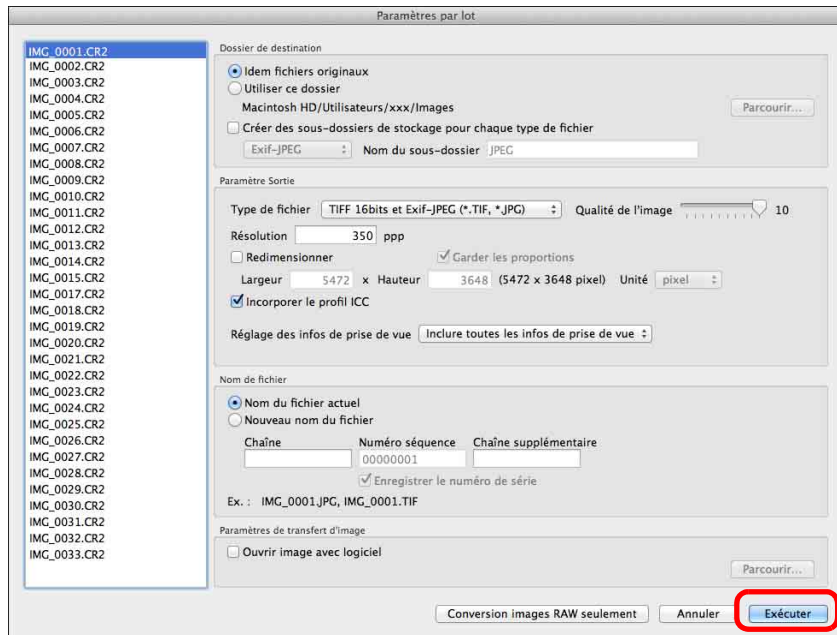 Paramètres par lot
IMG_0001.CR2
IMG_0002.CR2
IMG_0003.CR2
IMG_0004.CR2
IMG_0005.CR2
IMG_0006.CR2
IMG_0007.CR2
IMG_0008.CR2
IMG_0009.CR2
IMG_0010.CR2
IMG_0011.CR2
IMG_0012.CR2
IMG_0013.CR2
IMG_0014.CR2
IMG_0015.CR2
IMG_0017.CR2
IMG_0018.CR2
IMG_0019.CR2
IMG_0020.CR2
IMG_0021.CR2
IMG_0022.CR2
IMG_0023.CR2
IMG_0024.CR2
IMG_0025.CR2
IMG_0026.CR2
IMG_0027.CR2
IMG_0028.CR2
IMG_0029.CR2
IMG_0030.CR2
IMG_0031.CR2
IMG_0032.CR2
IMG_0033.CR2
Dossier de destination
Idem fichiers originaux
Utiliser ce dossier
Macintosh HD/Utilisateurs/xxx/Images Parcourir...
Créer des sous-dossiers de stockage pour chaque type de fichier
Exif-JPEG Nom du sous-dossier JPEG
Paramètre Sortie
Type de fichier TIFF 16bits et Exif-JPEG (*.TIF, *.JPG) Qualité de l'image 10
Résolution 350 ppp
Redimensionner Garder les proportions
Largeur 5472 x Hauteur 3648 (5472 x 3648 pixel) Unité pixel
Incorporer le profil ICC
Réglage des infos de prise de vue Inclure toutes les infos de prise de vue
Nom de fichier
Nom du fichier actuel
Nouveau nom du fichier
Chaîne Numéro séquence Chaîne supplémentaire
00000001
Enregistrer le numéro de série
Ex. : IMG_0001.JPG, IMG_0001.TIF
Paramètres de transfert d'image
Ouvrir image avec logiciel
Parcourir...
Conversion images RAW seulement Annuler Exécuter